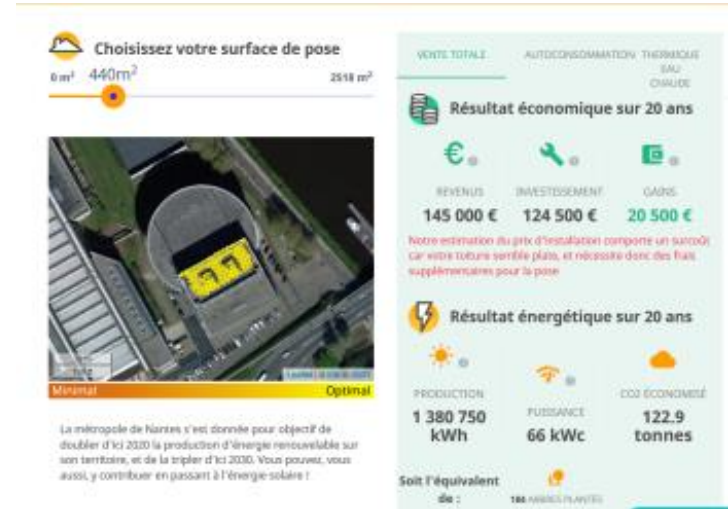 Choisissez votre surface de pose
0 m² 440m² 2518 m²
Minimal Optimal
La métropole de Nantes s'est donnée pour objectif de
doubler d'ici 2020 la production d'énergie renouvelable sur
son territoire, et de la tripler d'ici 2030. Vous pouvez, vous
aussi, y contribuer en passant à l'énergie solaire !
VENTE TOTALE AUTOCONSOMMATION THERMIQUE
EAU
CHAUDE
Résultat économique sur 20 ans
REVENUS INVESTISSEMENT GAINS
145 000 € 124 500 € 20 500 €
Notre estimation du prix d'installation comporte un surcoût
car votre toiture semble plate, et nécessite donc des frais
supplémentaires pour la pose
Résultat énergétique sur 20 ans
PRODUCTION PUISSANCE CO2 ÉCONOMISÉ
1 380 750
kWh
66 kWc
122.9
tonnes
Soit l'équivalent
de :
ARBRES PLANTÉS